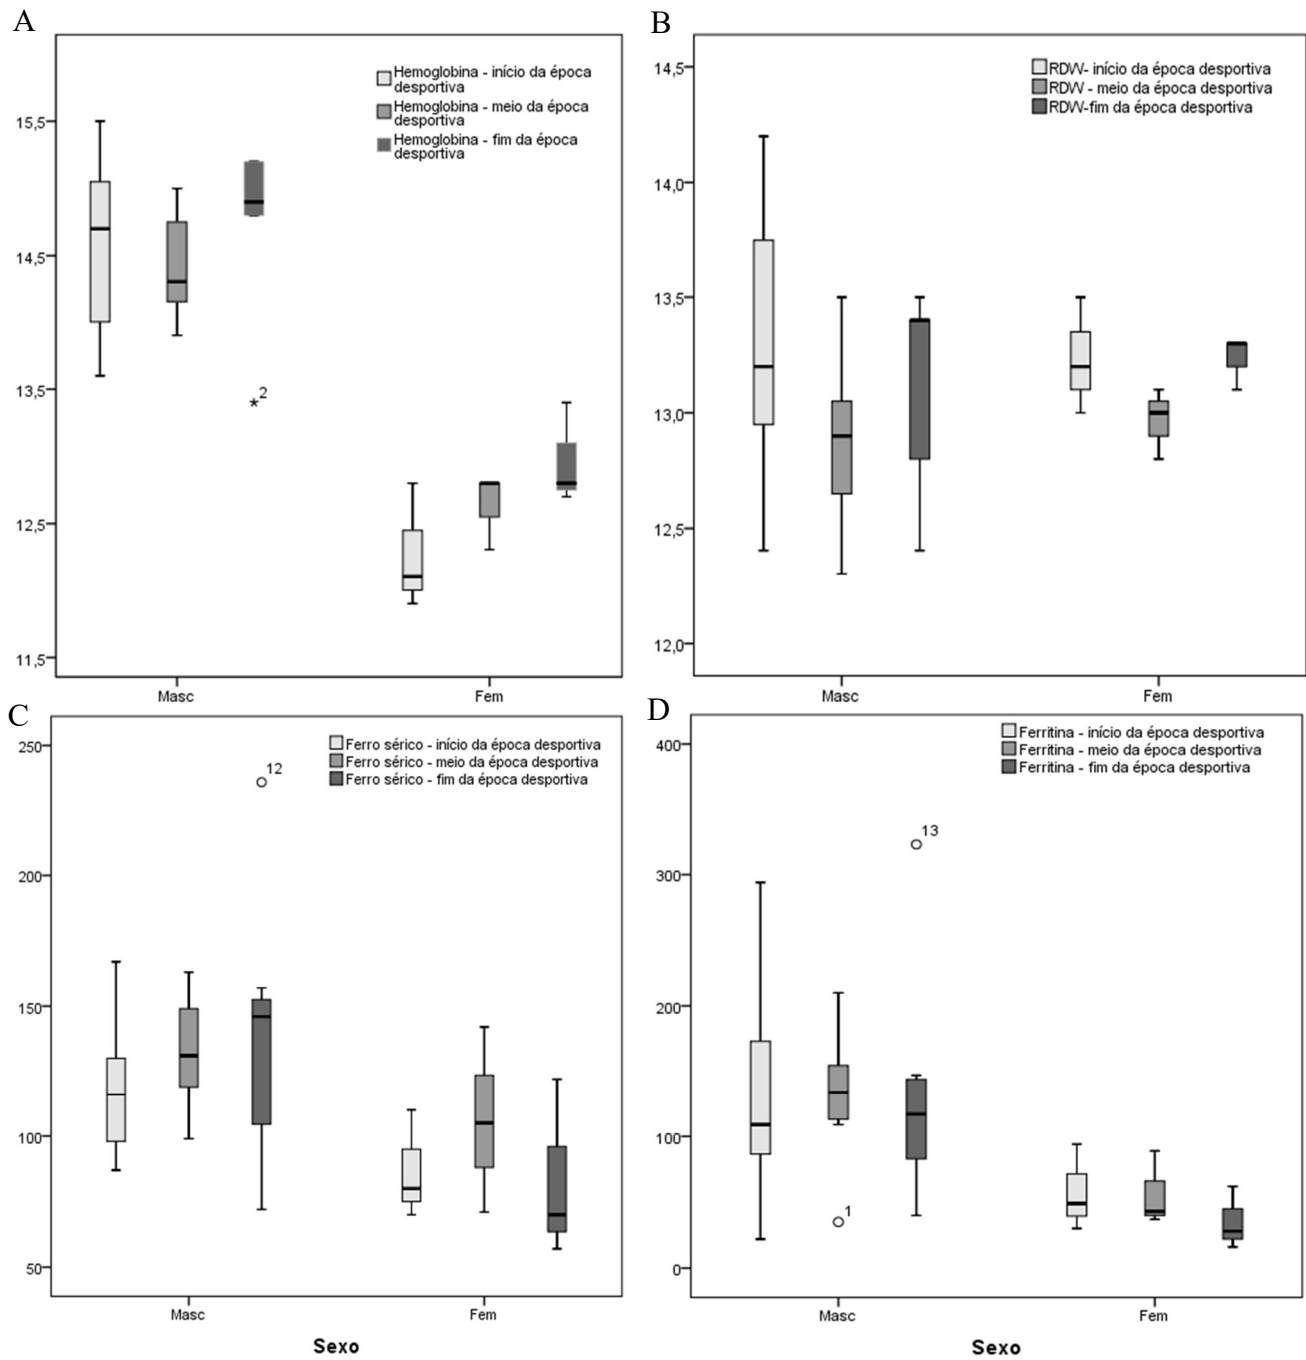 A
Hemoglobina - início da época
desportiva
Hemoglobina - meio da época
desportiva
Hemoglobina - fim da época
desportiva
15,5
14,5
13,5
12,5
11,5
2
Masc
Fem
B
RDW- início da época desportiva
RDW - meio da época desportiva
RDW-fim da época desportiva
14,5
14,0
13,5
13,0
12,5
12,0
Masc
Fem
C
Ferro sérico - início da época desportiva
Ferro sérico - meio da época desportiva
Ferro sérico - fim da época desportiva
250
200
150
100
50
12
Masc
Fem
Sexo
D
Ferritina - início da época desportiva
Ferritina - meio da época desportiva
Ferritina - fim da época desportiva
400
300
200
100
0
13
1
Masc
Fem
Sexo